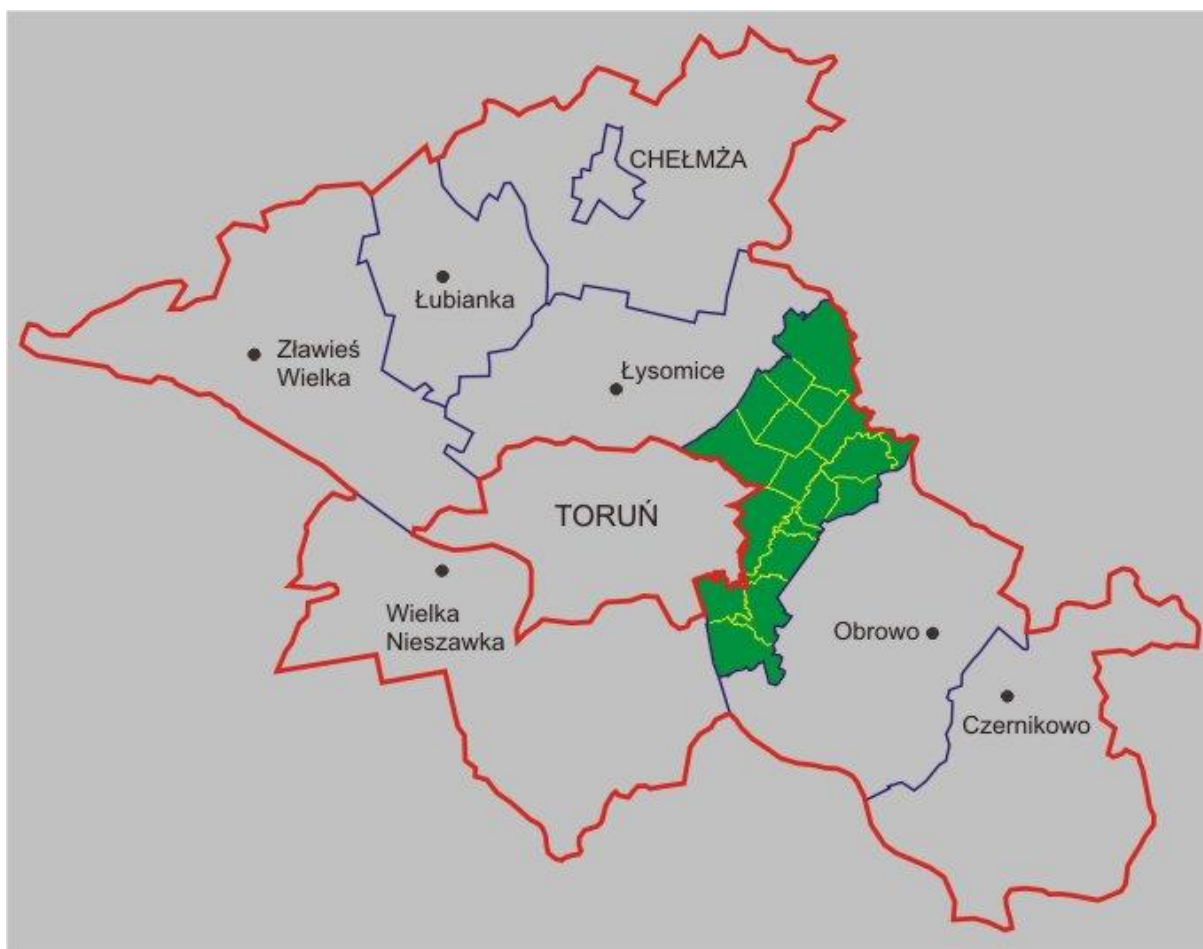 CHEŁMŻA
Łubianka
Zławieś
Wielka
Łysomice
TORUŃ
Wielka
Nieszawka
Obrowo
Czernikowo